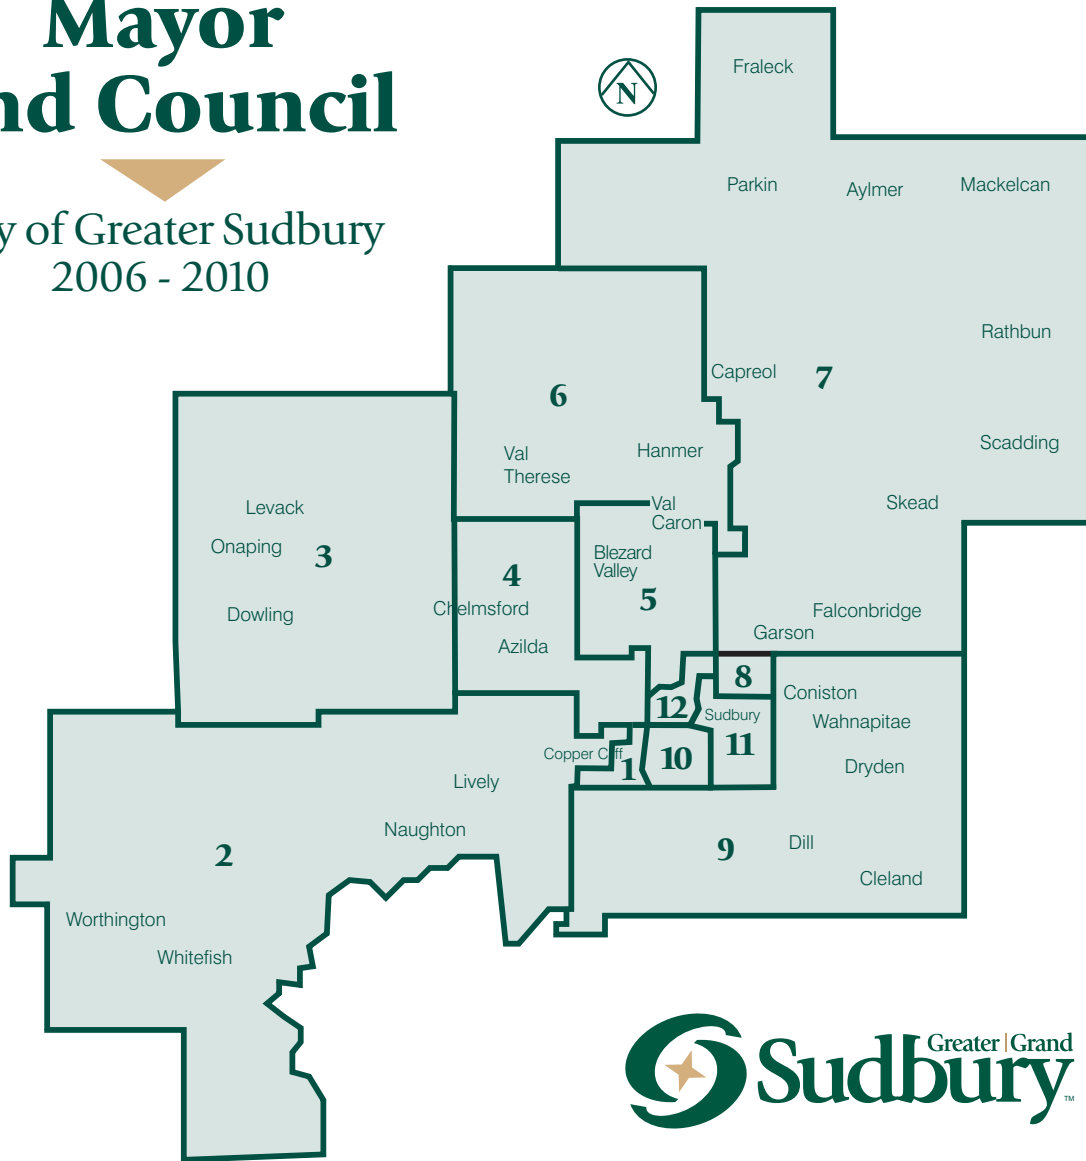 Mayor
nd Council
y of Greater Sudbury
2006 - 2010
N
Fraleck
Parkin
Aylmer
Mackelcan
Rathbun
Capreol
7
6
Scadding
Val
Therese
Hanmer
Skead
Val
Caron
Levack
Onaping
3
Dowling
4
Chelmsford
Azilda
Blezard
Valley
5
Falconbridge
Garson
8
12
Sudbury
11
Coniston
Wahnapitae
Dryden
Copper Cliff
1
10
Lively
Naughton
2
9
Dill
Cleland
Worthington
Whitefish
Greater | Grand
Sudbury
™